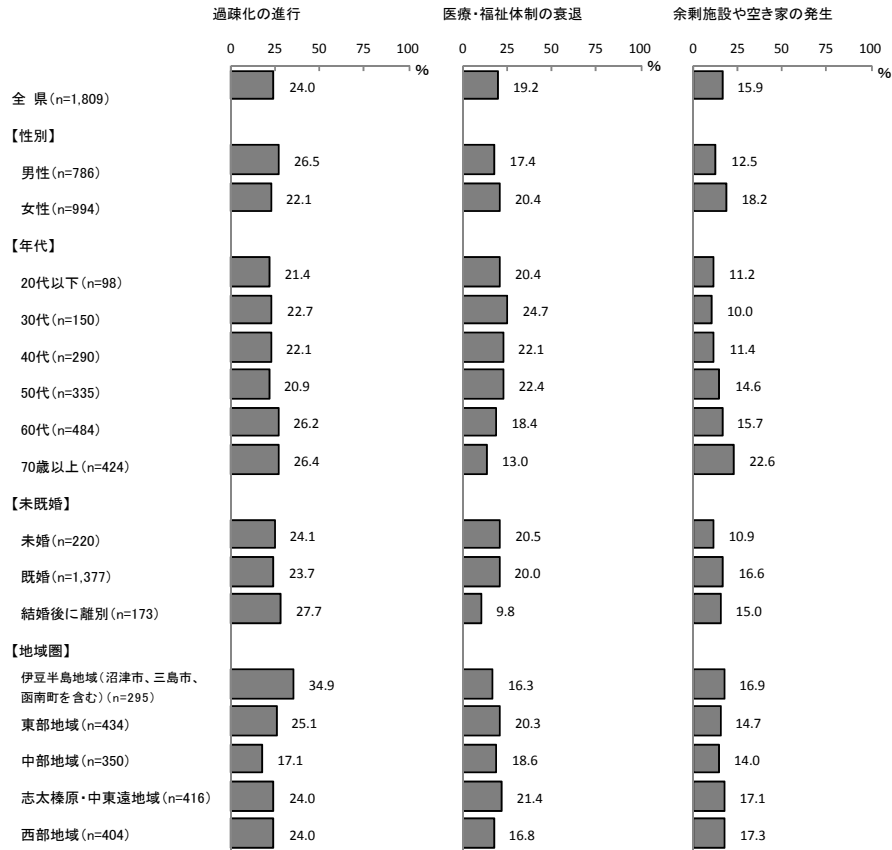 過疎化の進行 医療・福祉体制の衰退 余剰施設や空き家の発生
0 25 50 75 100 0 25 50 75 100 0 25 50 75 100
% % %
全 県(n=1,809) 24.0 19.2 15.9
【性別】
男性(n=786) 26.5 17.4 12.5
女性(n=994) 22.1 20.4 18.2
【年代】
20代以下(n=98) 21.4 20.4 11.2
30代(n=150) 22.7 24.7 10.0
40代(n=290) 22.1 22.1 11.4
50代(n=335) 20.9 22.4 14.6
60代(n=484) 26.2 18.4 15.7
70歳以上(n=424) 26.4 13.0 22.6
【未既婚】
未婚(n=220) 24.1 20.5 10.9
既婚(n=1,377) 23.7 20.0 16.6
結婚後に離別(n=173) 27.7 9.8 15.0
【地域圏】
伊豆半島地域(沼津市、三島市、
函南町を含む)(n=295) 34.9 16.3 16.9
東部地域(n=434) 25.1 20.3 14.7
中部地域(n=350) 17.1 18.6 14.0
志太榛原・中東遠地域(n=416) 24.0 21.4 17.1
西部地域(n=404) 24.0 16.8 17.3